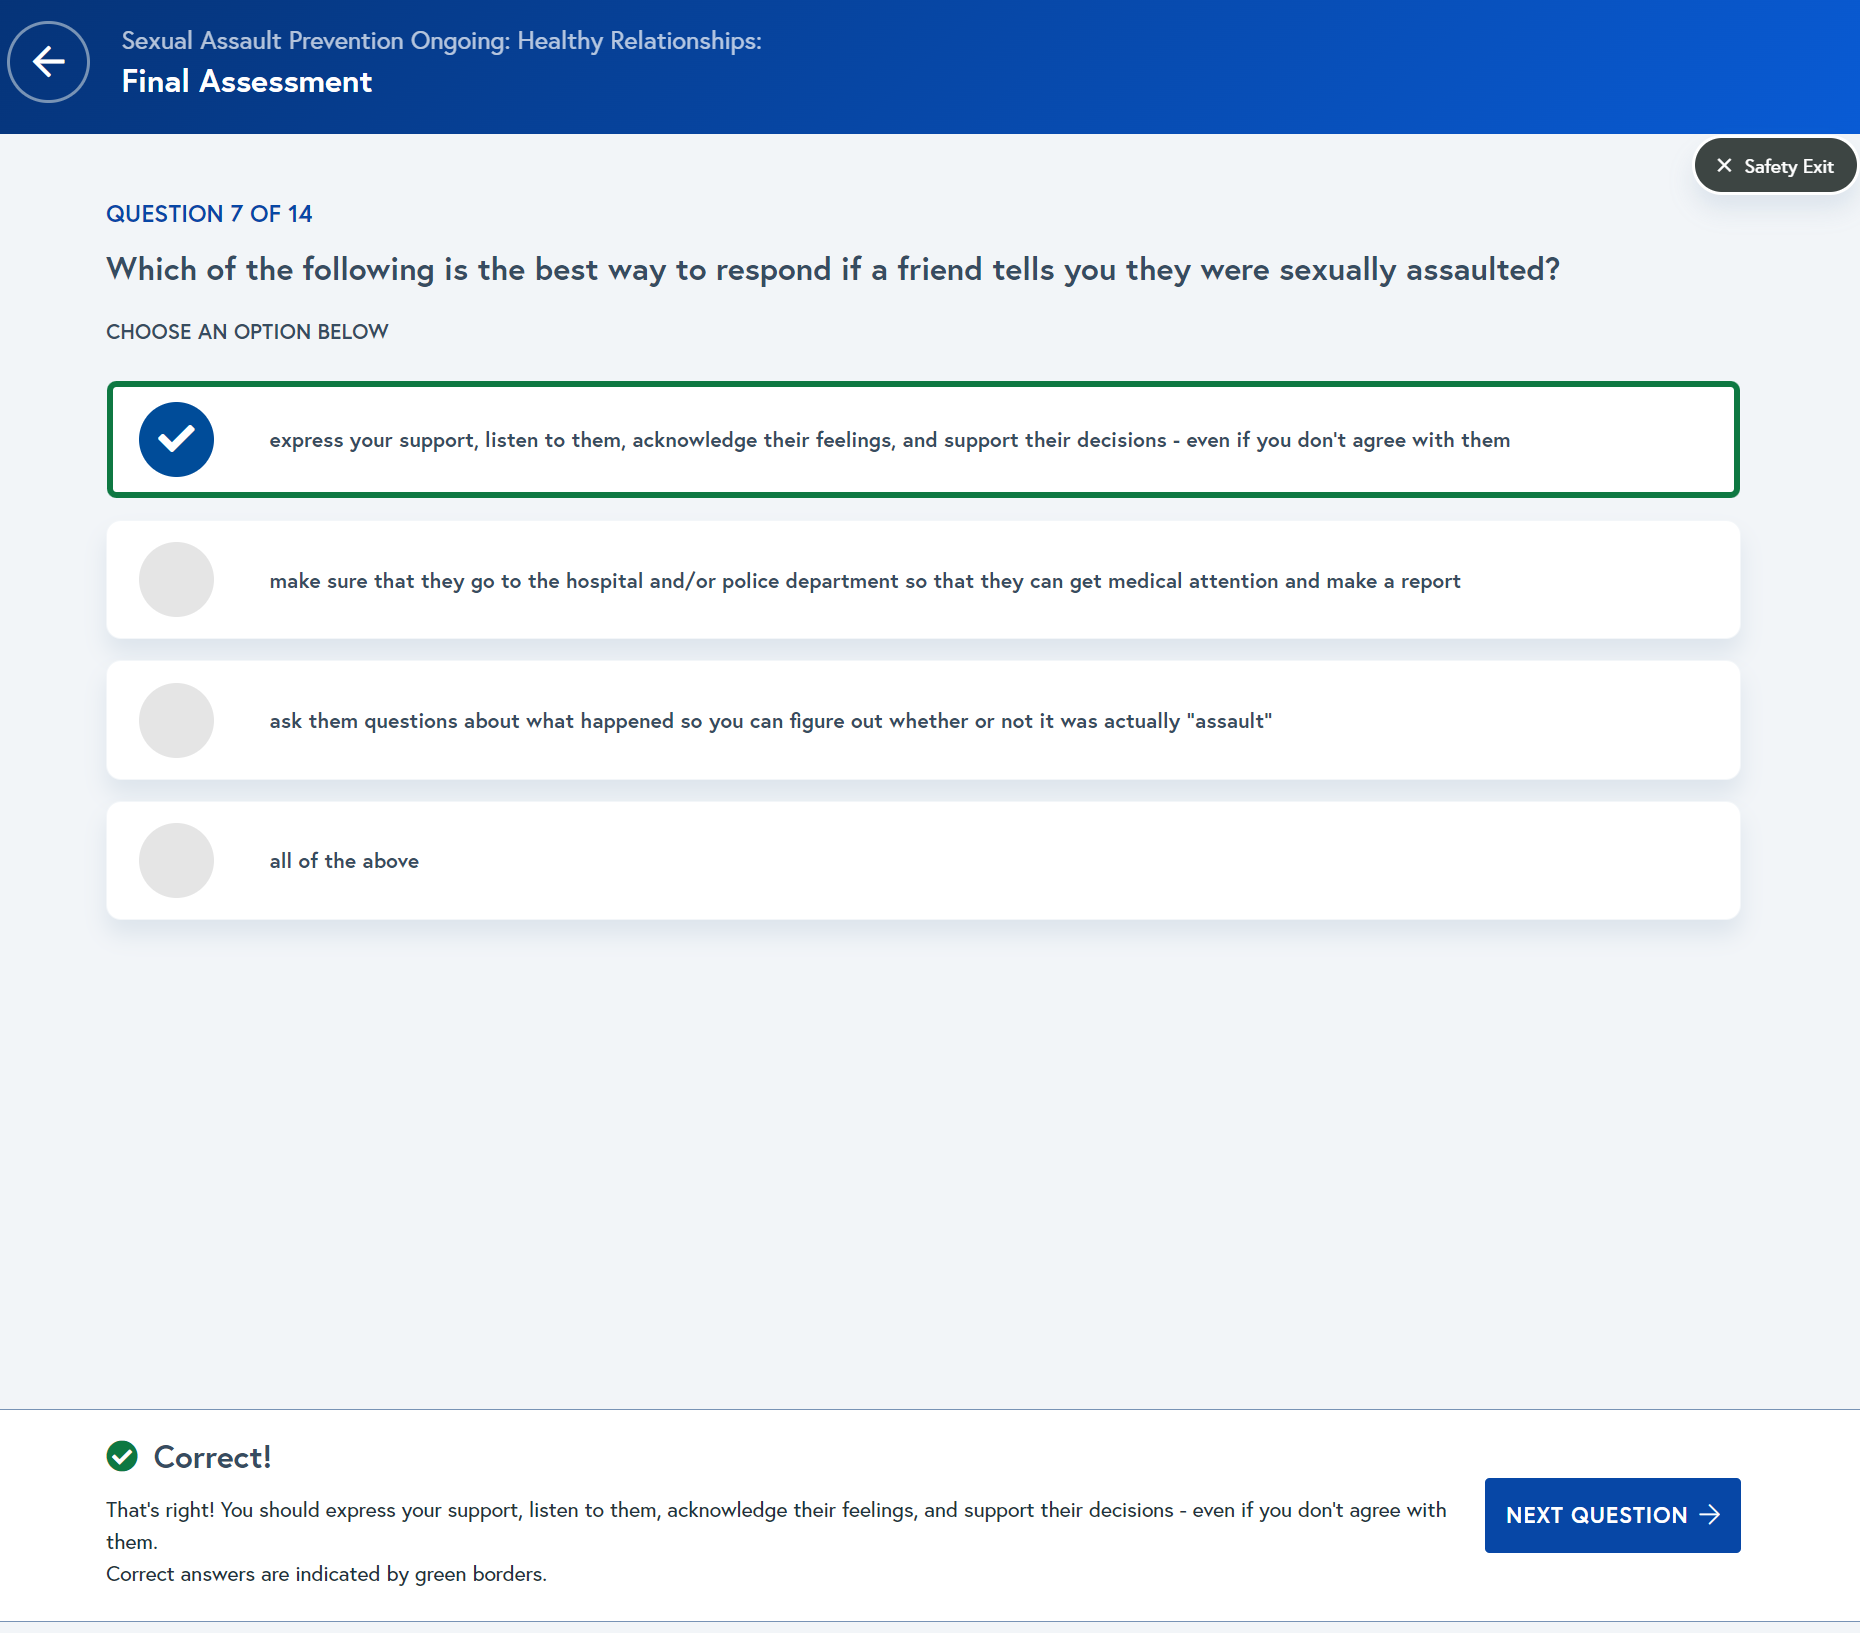 Sexual Assault Prevention Ongoing: Healthy Relationships:
Final Assessment
Safety Exit
QUESTION 7 OF 14
Which of the following is the best way to respond if a friend tells you they were sexually assaulted?
CHOOSE AN OPTION BELOW
express your support, listen to them, acknowledge their feelings, and support their decisions - even if you don't agree with them
make sure that they go to the hospital and/or police department so that they can get medical attention and make a report
ask them questions about what happened so you can figure out whether or not it was actually "assault"
all of the above
Correct!
That's right! You should express your support, listen to them, acknowledge their feelings, and support their decisions - even if you don't agree with
them.
Correct answers are indicated by green borders.
NEXT QUESTION